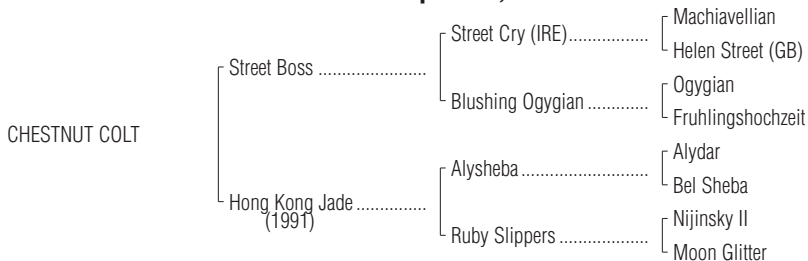 Machiavellian
Street Cry (IRE)..................
Helen Street (GB)
Street Boss .......................
Ogygian
Blushing Ogygian ..............
Fruhlingshochzeit
CHESTNUT COLT
Alydar
Alysheba.............................
Bel Sheba
Hong Kong Jade ...............
(1991)
Nijinsky II
Ruby Slippers ....................
Moon Glitter